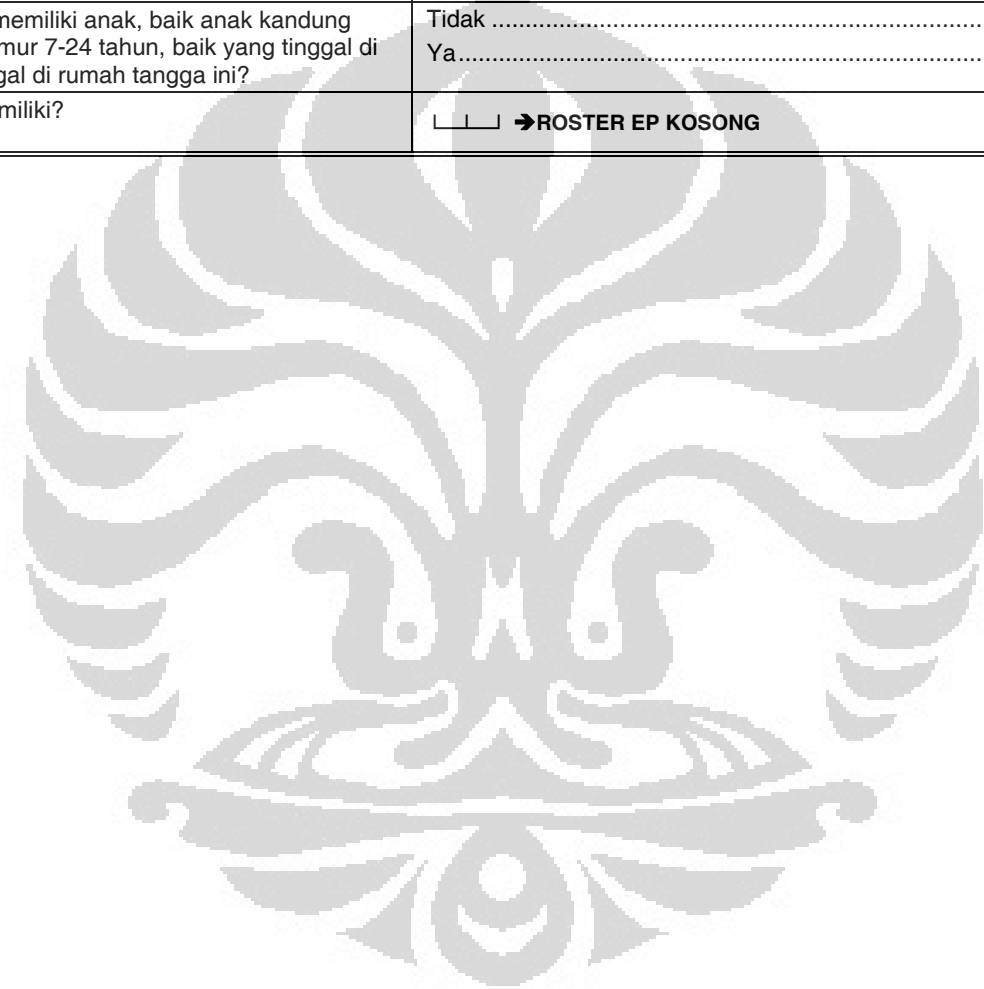 memiliki anak, baik anak kandung
mur 7-24 tahun, baik yang tinggal di
gal di rumah tangga ini?
Tidak ........................................................................
Ya.............................................................................
miliki?
➔ROSTER EP KOSONG